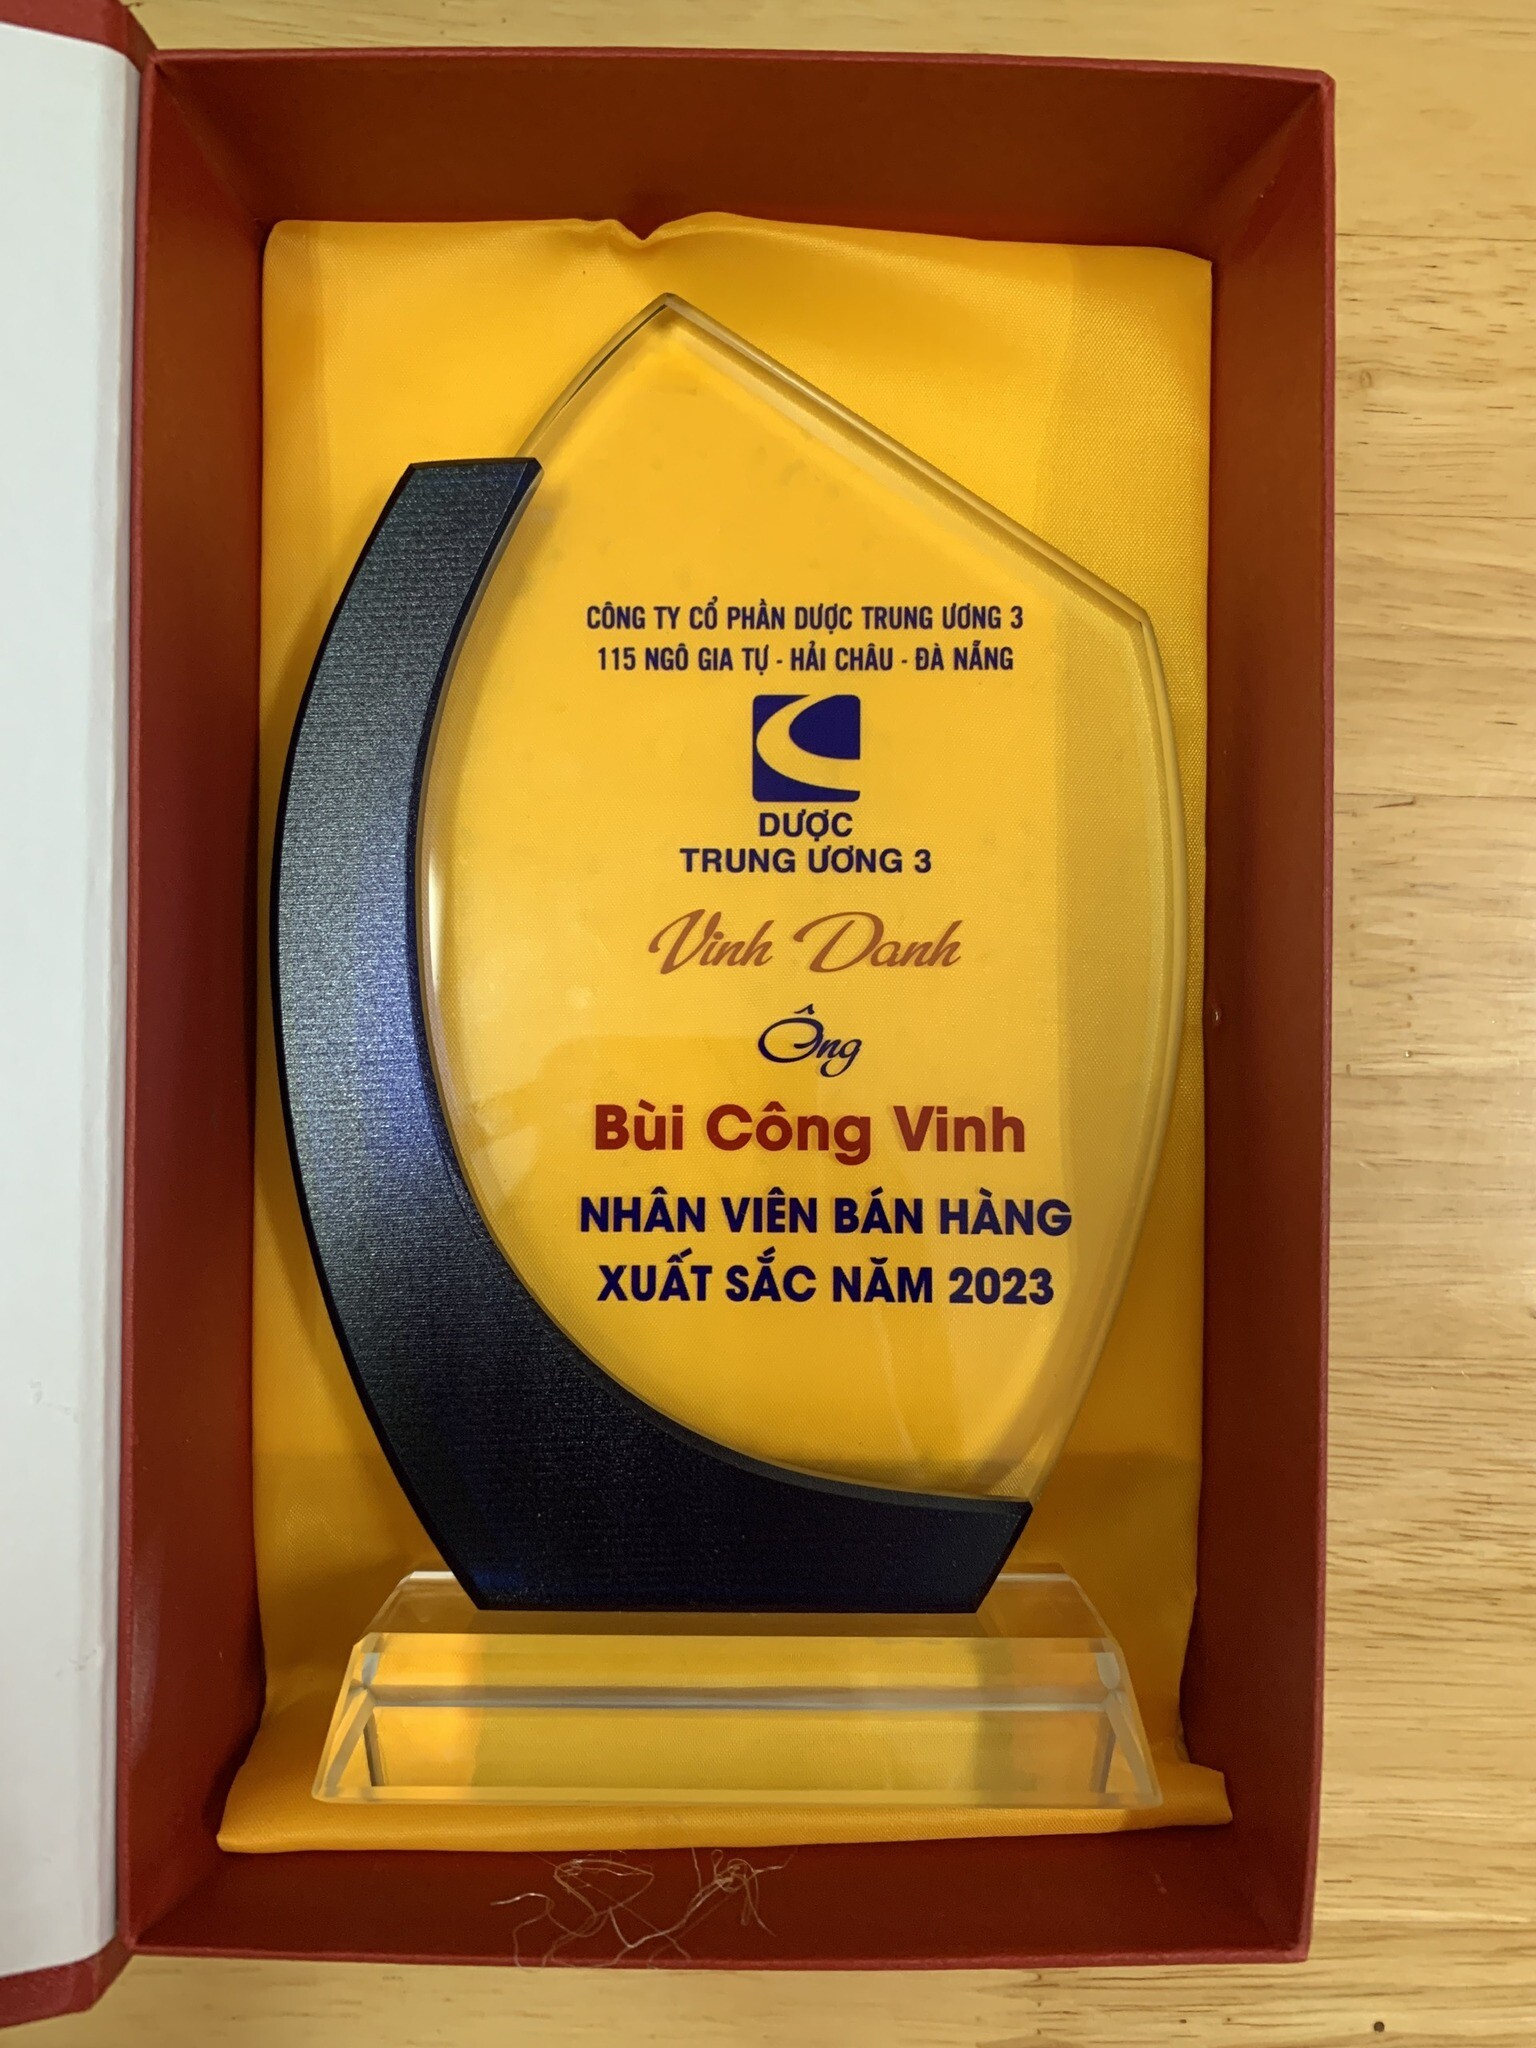 CÔNG TY CỔ PHẦN DƯỢC TRUNG ƯƠNG 3
115 NGÔ GIA TỰ - HẢI CHÂU - ĐÀ NẴNG
DƯỢC
TRUNG ƯƠNG 3
Vinh Danh
Ông
Bùi Công Vinh
NHÂN VIÊN BÁN HÀNG
XUẤT SẮC NĂM 2023